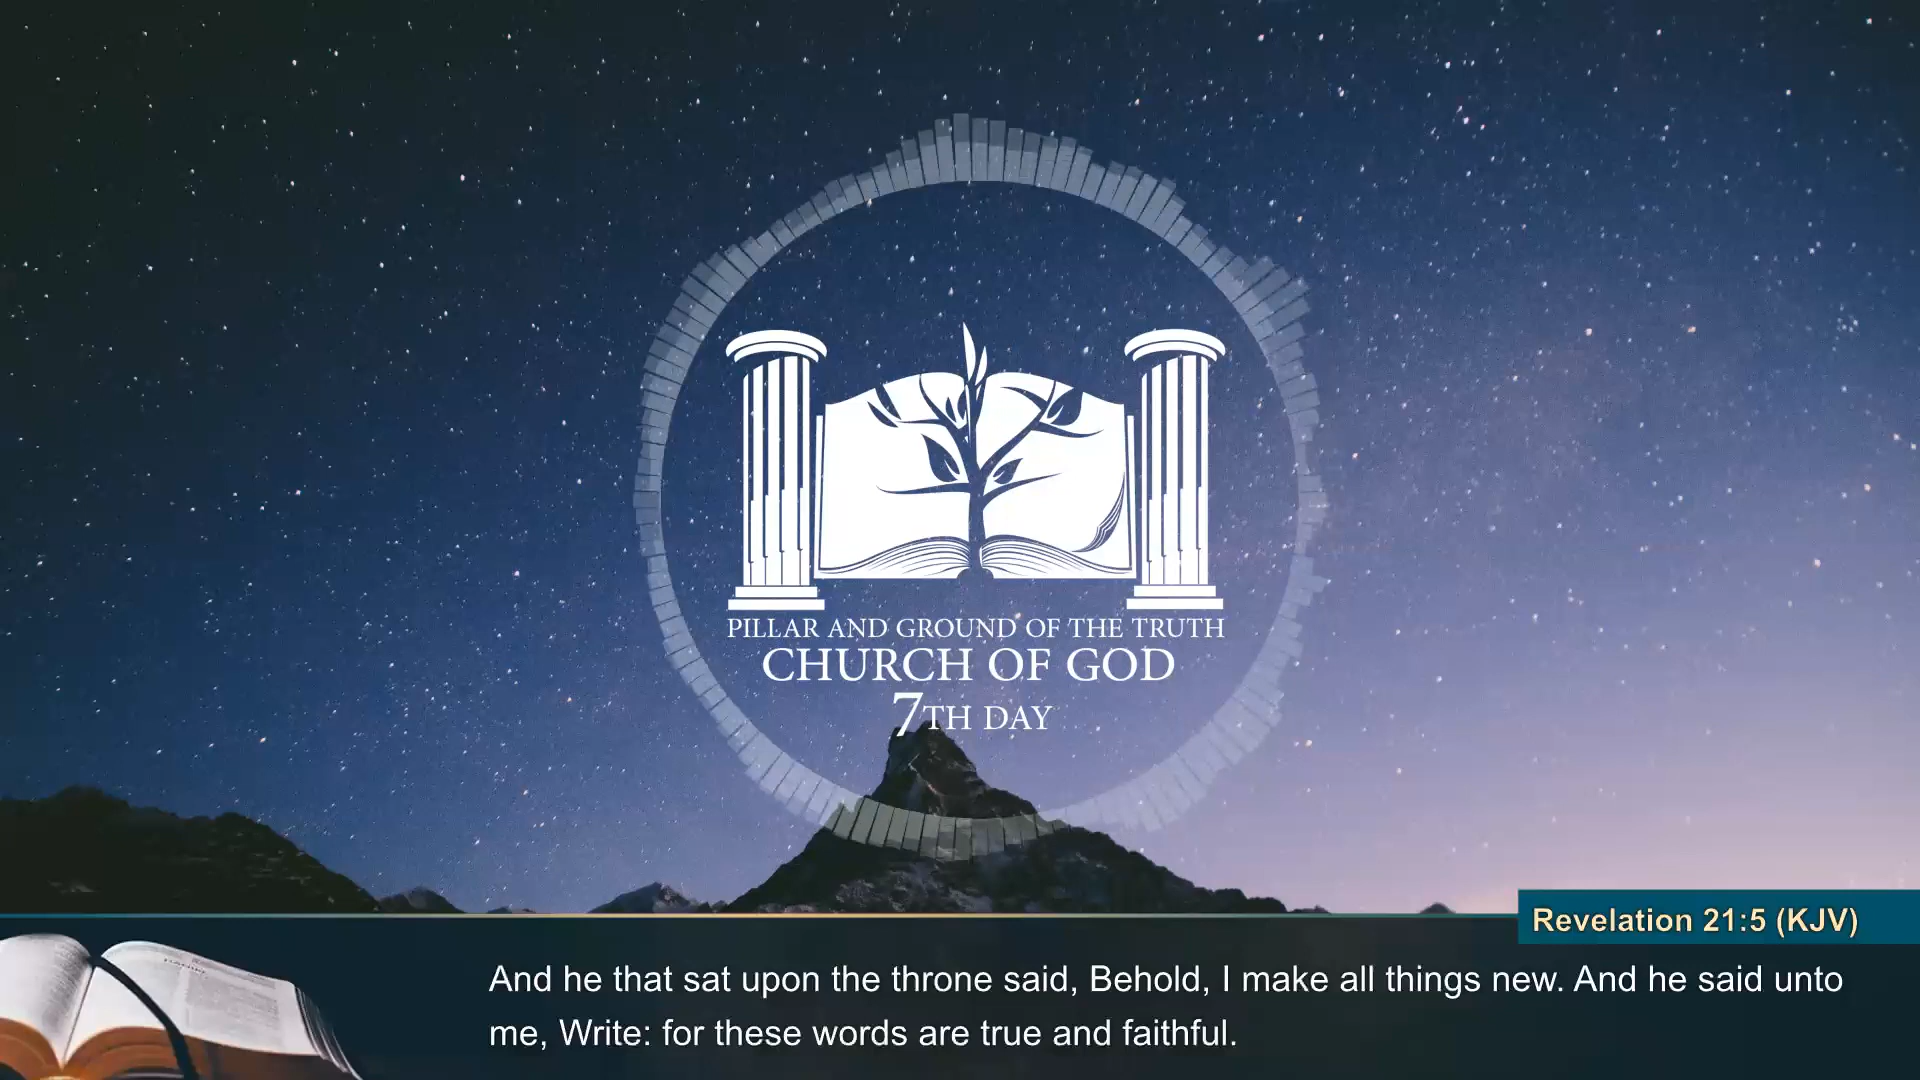 PILLAR AND GROUND OF THE TRUTH
CHURCH OF GOD
7TH DAY
Revelation 21:5 (KJV)
And he that sat upon the throne said, Behold, I make all things new. And he said unto
me, Write: for these words are true and faithful.